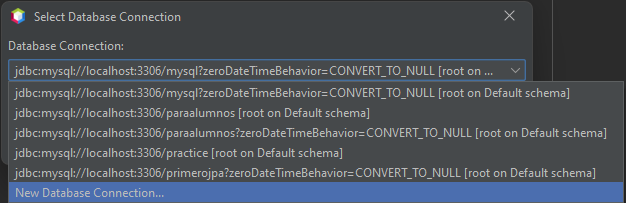 Select Database Connection
Database Connection:
jdbc:mysql://localhost:3306/mysql?zeroDateTimeBehavior=CONVERT_TO_NULL [root on ...
jdbc:mysql://localhost:3306/mysql?zeroDateTimeBehavior=CONVERT_TO_NULL [root on Default schema]
jdbc:mysql://localhost:3306/paraalumnos [root on Default schema]
jdbc:mysql://localhost:3306/paraalumnos?zeroDateTimeBehavior=CONVERT_TO_NULL [root on Default schema]
jdbc:mysql://localhost:3306/practice [root on Default schema]
jdbc:mysql://localhost:3306/primerojpa?zeroDateTimeBehavior=CONVERT_TO_NULL [root on Default schema]
New Database Connection...